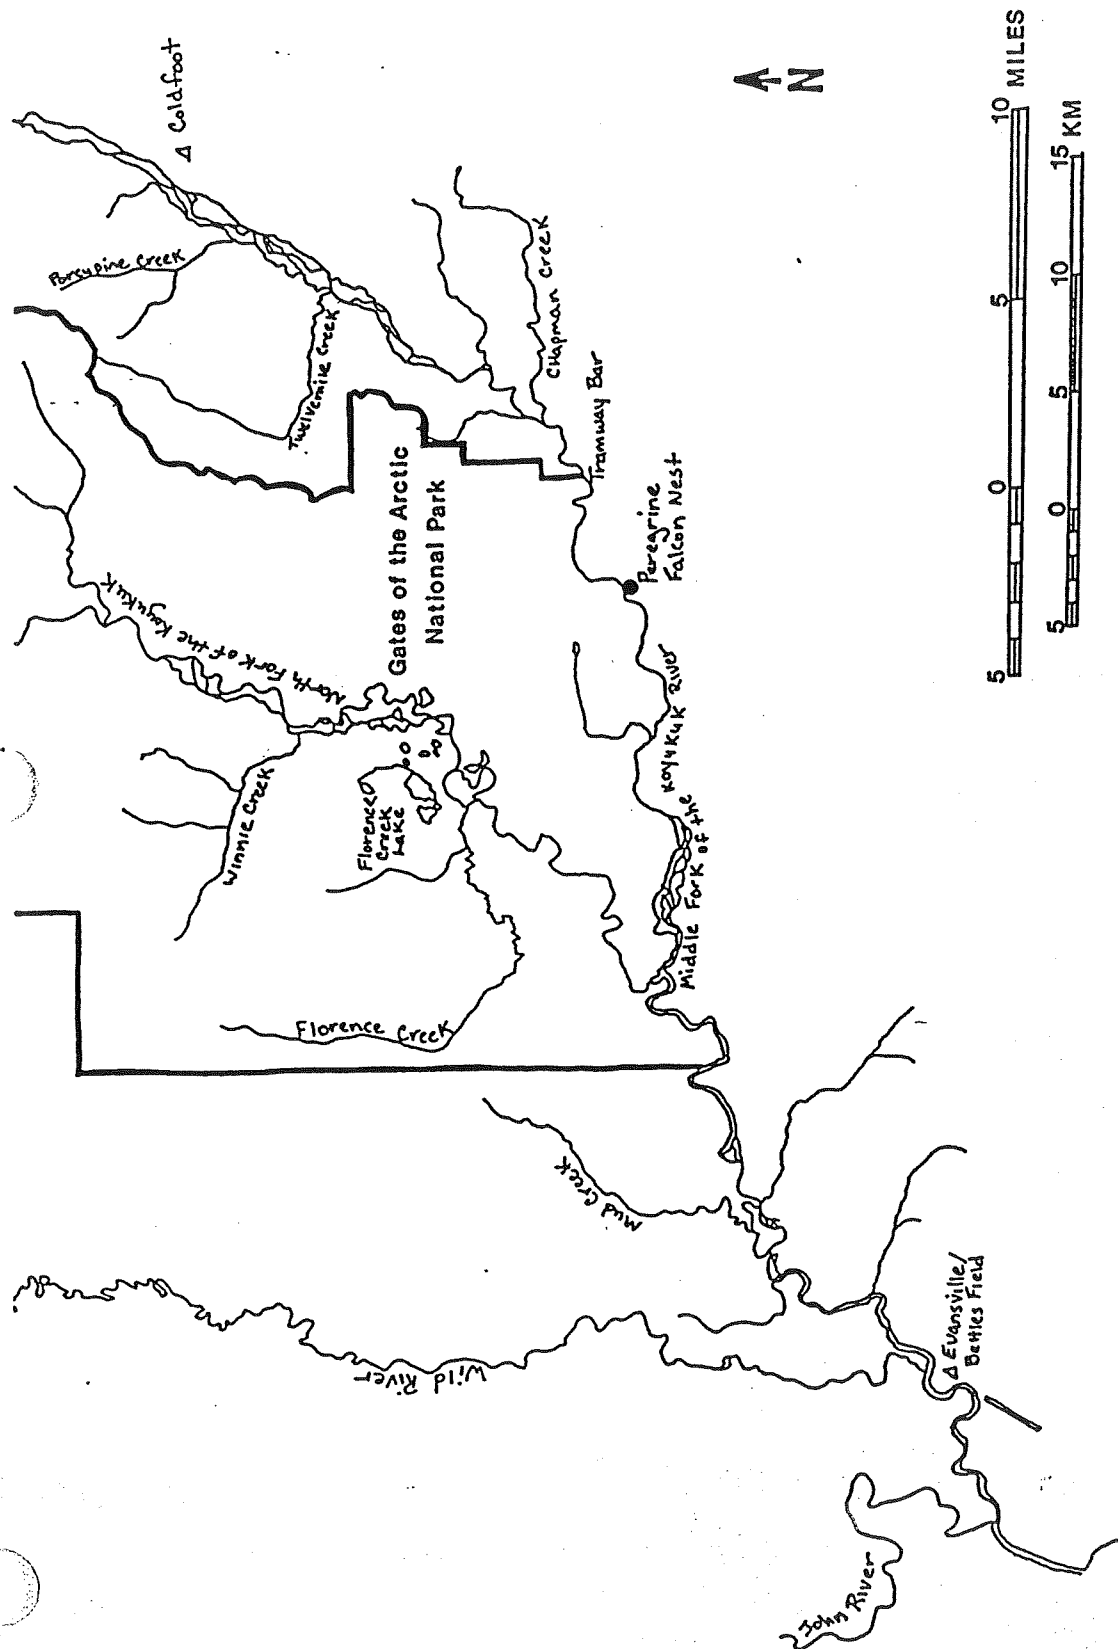 Coldfoot
Porcupine Creek
Twelvemile Creek
Chapman Creek
Tramway Bar
Gates of the Arctic
National Park
North Fork of the Koyukuk
Peregrine
Falcon Nest
Winnie Creek
Florence
Creek
Lake
Middle Fork of the Koyukuk River
Florence Creek
Mud Creek
Wild
River
Evansville/
Bettles Field
John River
N
5 0 5 10 MILES
5 0 5 10 15 KM